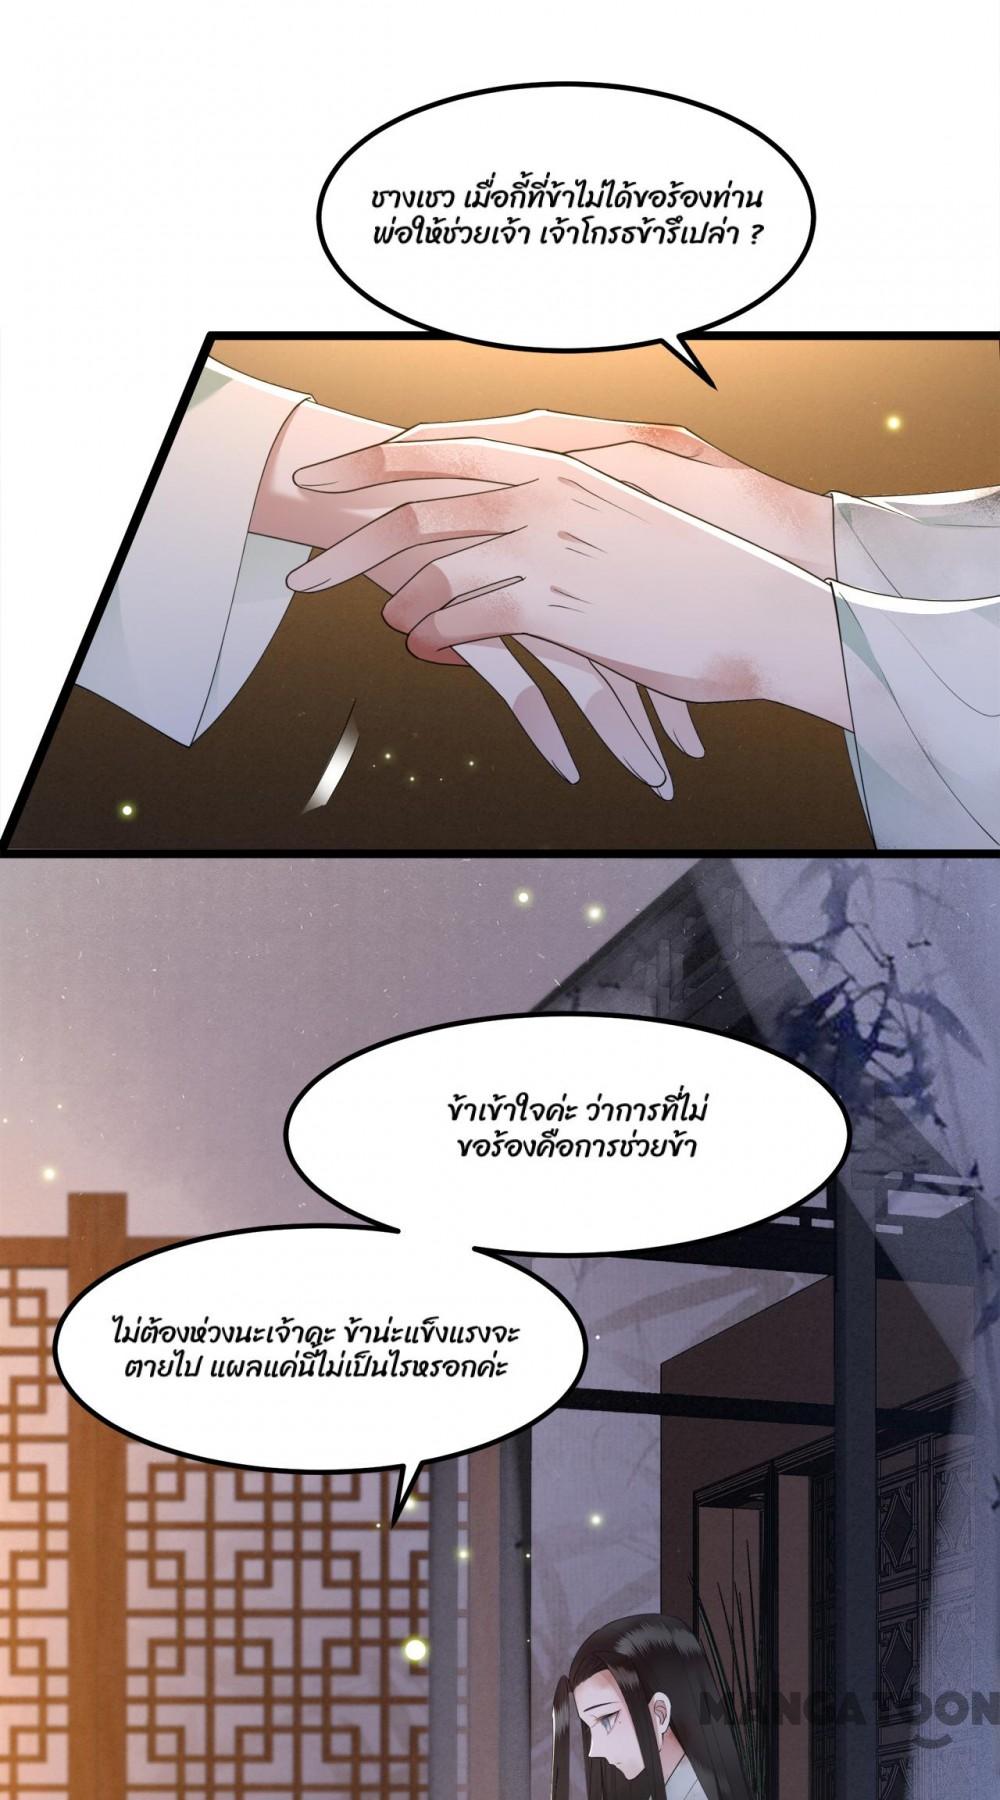 ชางเชว เมื่อกี้ที่ข้าไม่ได้ขอร้องท่าน
พ่อให้ช่วยเจ้า เจ้าโกรธข้ารึเปล่า ?
ข้าเข้าใจค่ะ ว่าการที่ไม่
ขอร้องคือการช่วยข้า
ไม่ต้องห่วงนะเจ้าคะ ข้าน่ะแข็งแรงจะ
ตายไป แผลแค่นี้ไม่เป็นไรหรอกค่ะ
MANGATOON